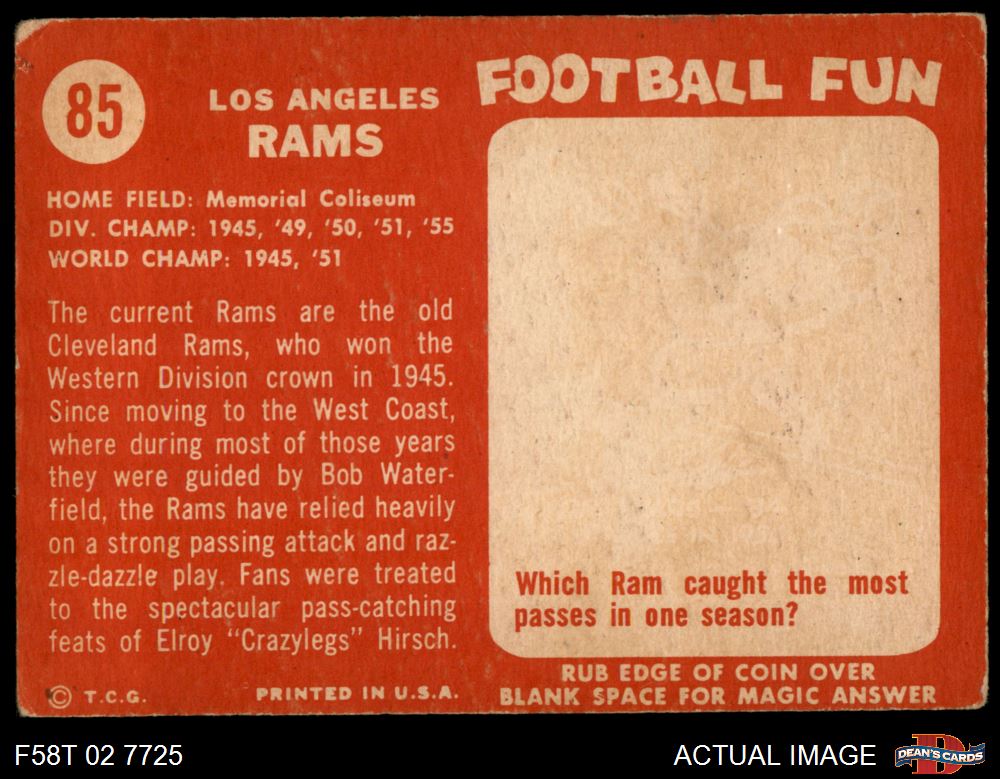 85
LOS ANGELES
RAMS
HOME FIELD: Memorial Coliseum
DIV. CHAMP: 1945, '49, '50, '51, '55
WORLD CHAMP: 1945, '51
The current Rams are the old
Cleveland Rams, who won the
Western Division crown in 1945.
Since moving to the West Coast,
where during most of those years
they were guided by Bob Water-
field, the Rams have relied heavily
on a strong passing attack and raz-
zle-dazzle play. Fans were treated
to the spectacular pass-catching
feats of Elroy "Crazylegs" Hirsch.
© T.C.G.
PRINTED IN U.S.A.
FOOTBALL FUN
Which Ram caught the most
passes in one season?
RUB EDGE OF COIN OVER
BLANK SPACE FOR MAGIC ANSWER
F58T 02 7725
ACTUAL IMAGE
D
DEAN'S CARDS